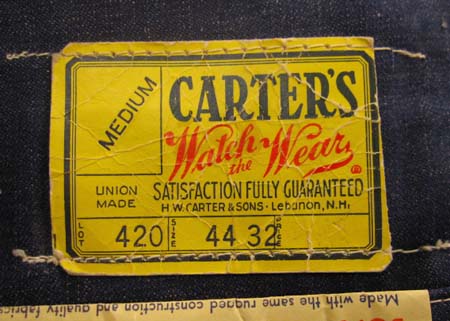 MEDIUM
CARTER'S
Watch
the Wear
UNION
MADE
SATISFACTION FULLY GUARANTEED
H.W. CARTER & SONS - Lebanon, N.H.
LOT 420 SIZE 44 32
Made with the same rugged construction and quality fabrics